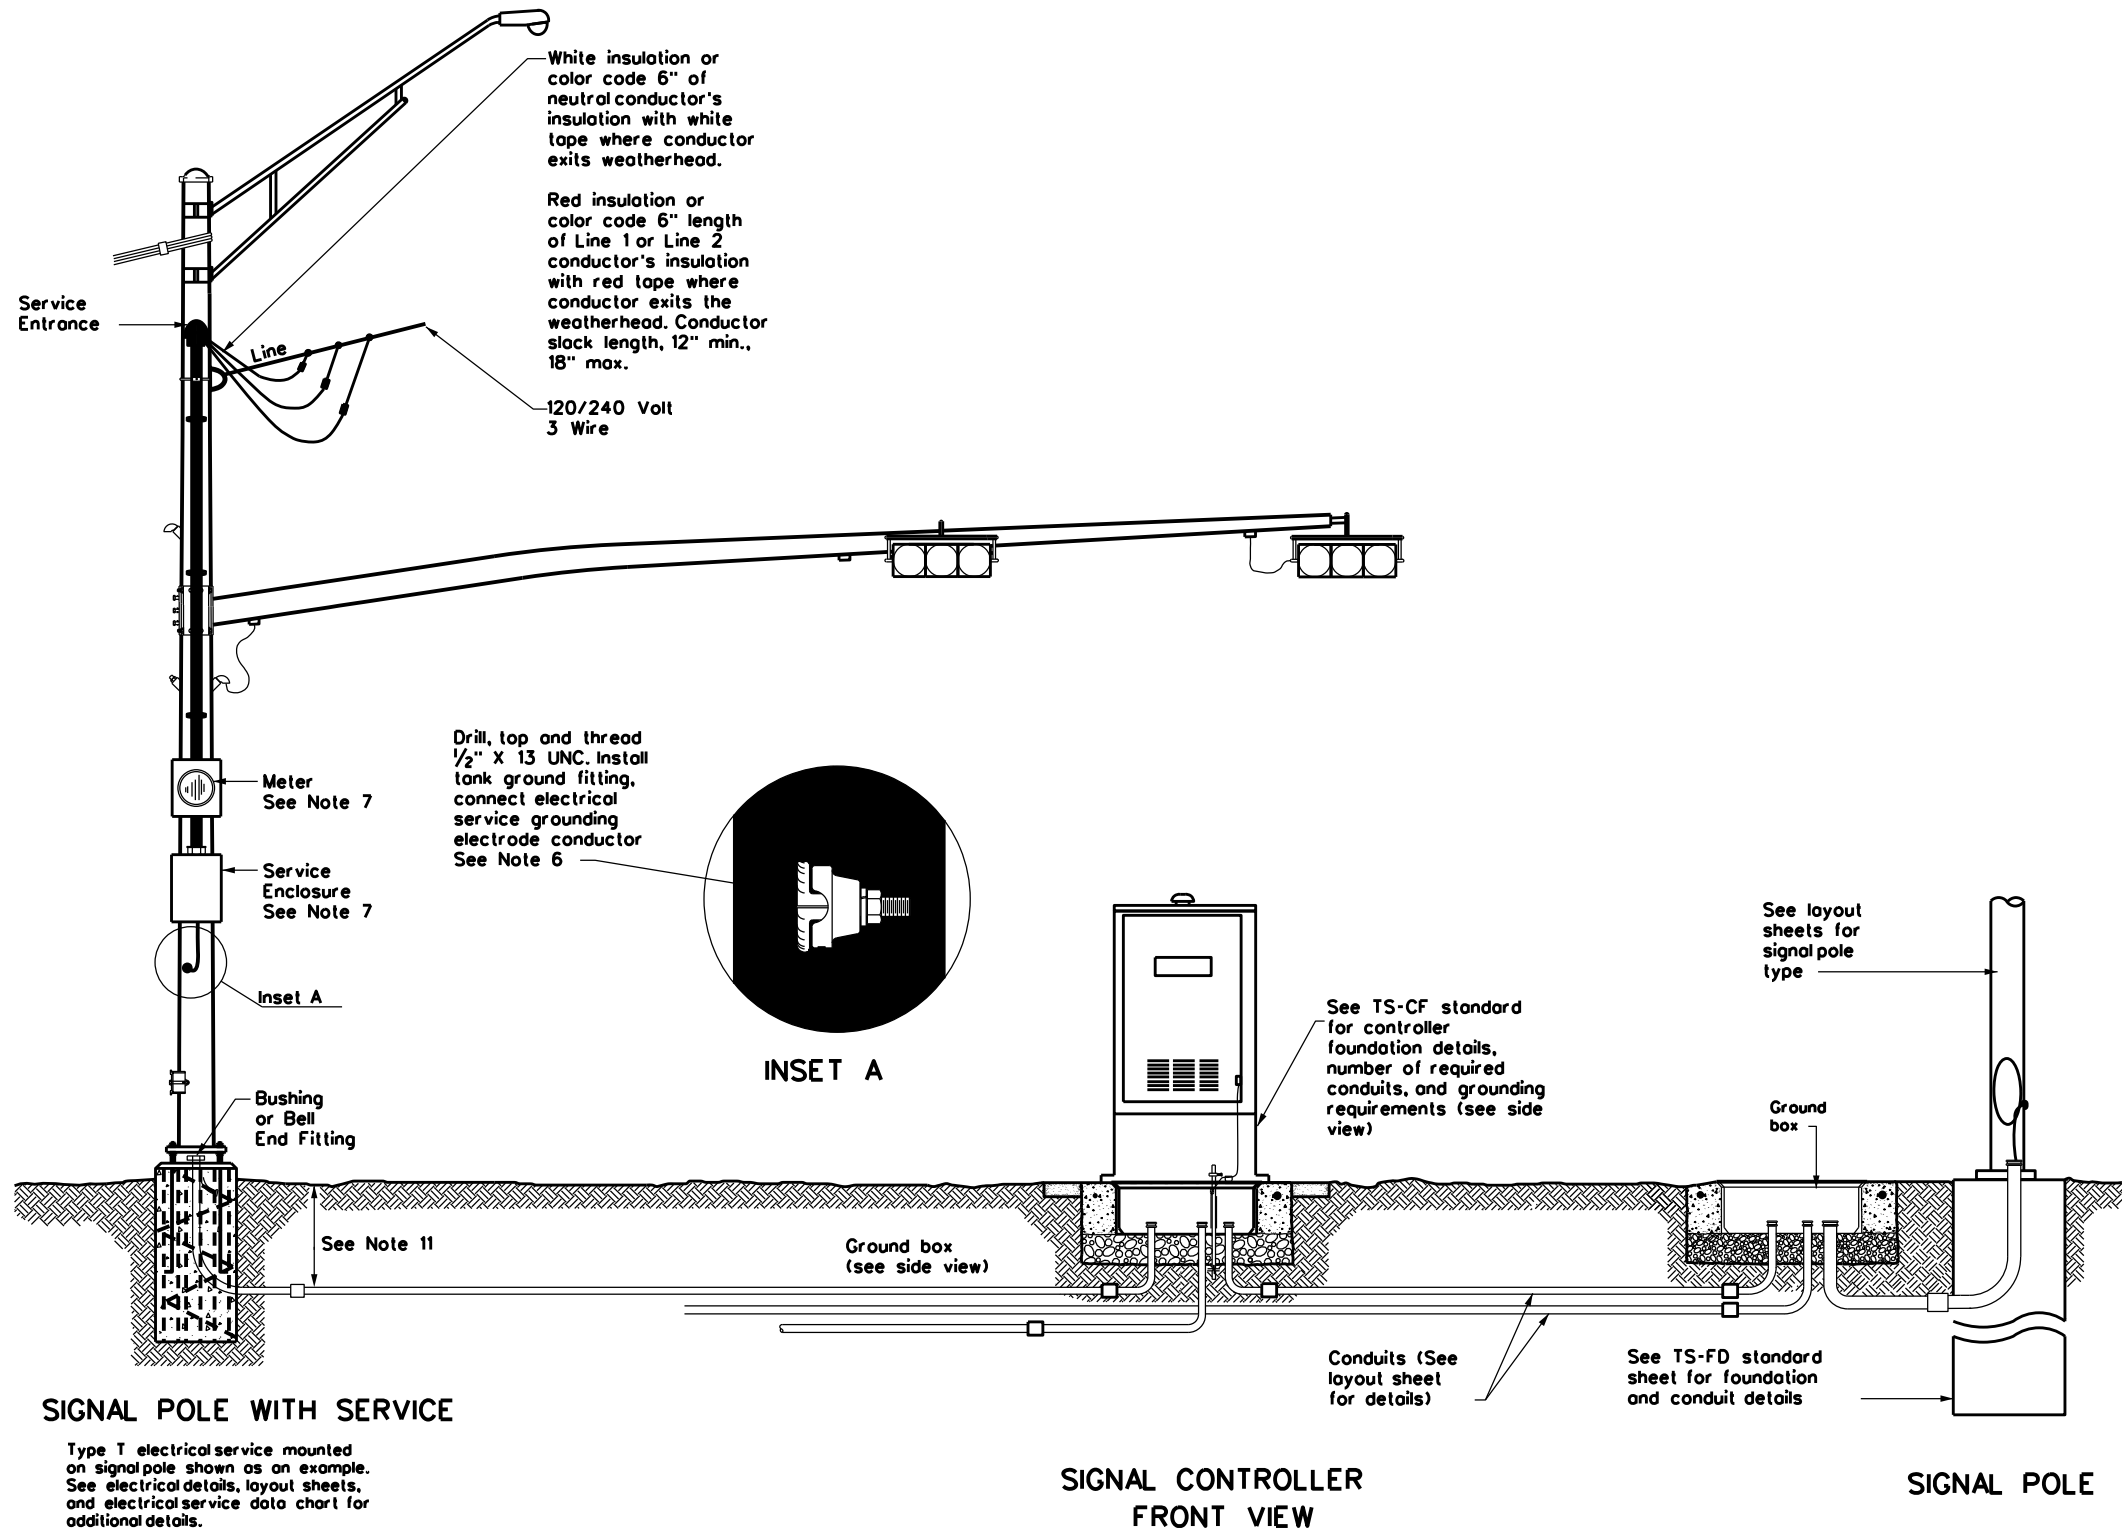 White insulation or
color code 6" of
neutral conductor's
insulation with white
tape where conductor
exits weatherhead.
Red insulation or
color code 6" length
of Line 1 or Line 2
conductor's insulation
with red tape where
conductor exits the
weatherhead. Conductor
slack length, 12" min.,
18" max.
Service
Entrance
Line
120/240 Volt
3 Wire
Drill, tap and thread
1/2" X 13 UNC. Install
tank ground fitting,
connect electrical
service grounding
electrode conductor
See Note 6
Meter
See Note 7
Service
Enclosure
See Note 7
Inset A
INSET A
See layout
sheets for
signal pole
type
See TS-CF standard
for controller
foundation details,
number of required
conduits, and grounding
requirements (see side
view)
Bushing
or Bell
End Fitting
Ground
box
See Note 11
Ground box
(see side view)
Conduits (See
layout sheet
for details)
See TS-FD standard
sheet for foundation
and conduit details
SIGNAL POLE WITH SERVICE
Type T electrical service mounted
on signal pole shown as an example.
See electrical details, layout sheets,
and electrical service data chart for
additional details.
SIGNAL CONTROLLER
FRONT VIEW
SIGNAL POLE